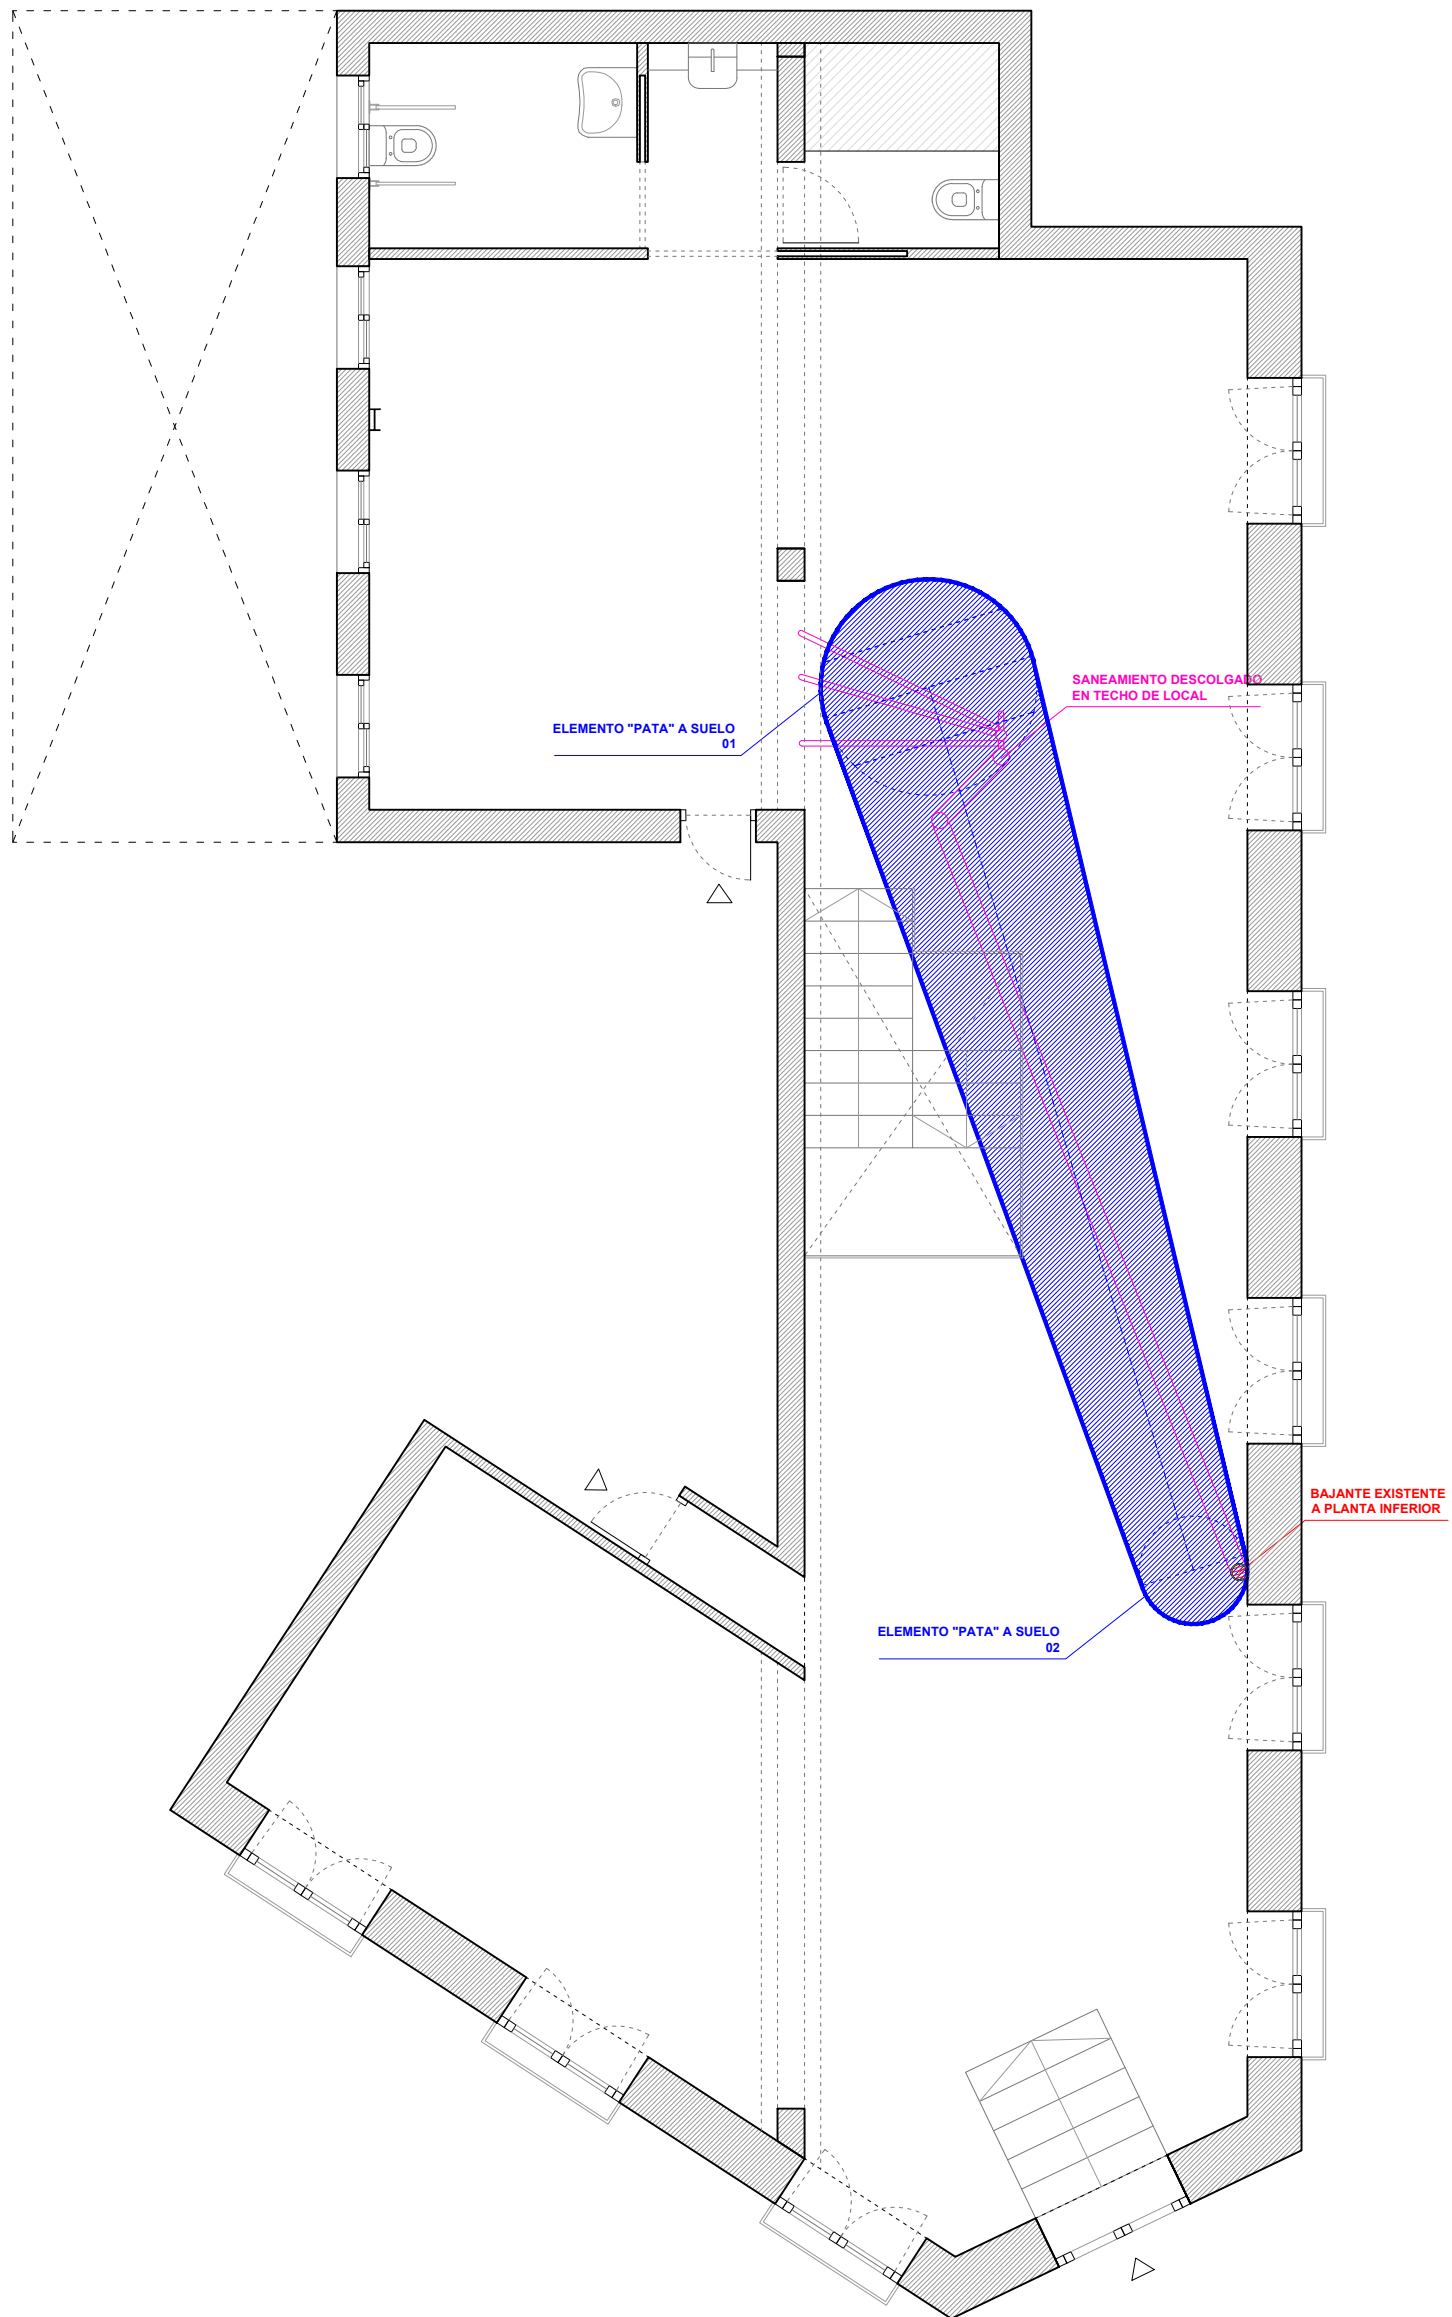 SANEAMIENTO DESCOLGADO
EN TECHO DE LOCAL
ELEMENTO "PATA" A SUELO
01
BAJANTE EXISTENTE
A PLANTA INFERIOR
ELEMENTO "PATA" A SUELO
02